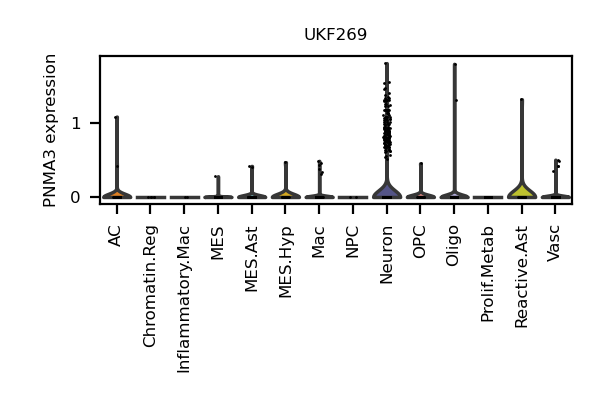 UKF269
PNMA3 expression
1
0
AC
Chromatin.Reg
Inflammatory.Mac
MES
MES.Ast
MES.Hyp
Mac
NPC
Neuron
OPC
Oligo
Prolif.Metab
Reactive.Ast
Vasc